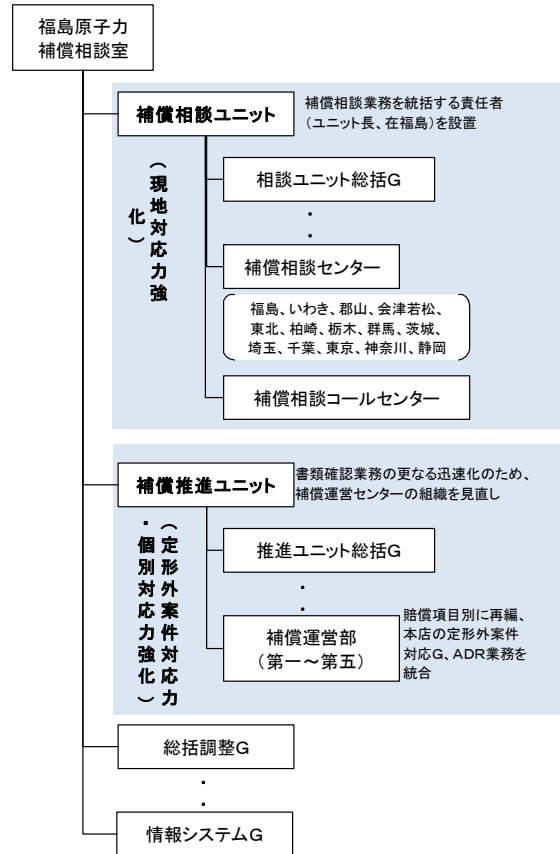 福島原子力
補償相談室
補償相談ユニット
補償相談業務を統括する責任者
(ユニット長、在福島)を設置
(現地対応力強
化)
相談ユニット総括G
・
・
補償相談センター
福島、いわき、郡山、会津若松、
東北、柏崎、栃木、群馬、茨城、
埼玉、千葉、東京、神奈川、静岡
補償相談コールセンター
補償推進ユニット
書類確認業務の更なる迅速化のため、
補償運営センターの組織を見直し
(定形外案件対応力
・個別対応力強化)
推進ユニット総括G
・
・
補償運営部
(第一~第五)
賠償項目別に再編、
本店の定形外案件
対応G、ADR業務を
統合
総括調整G
・
・
情報システムG